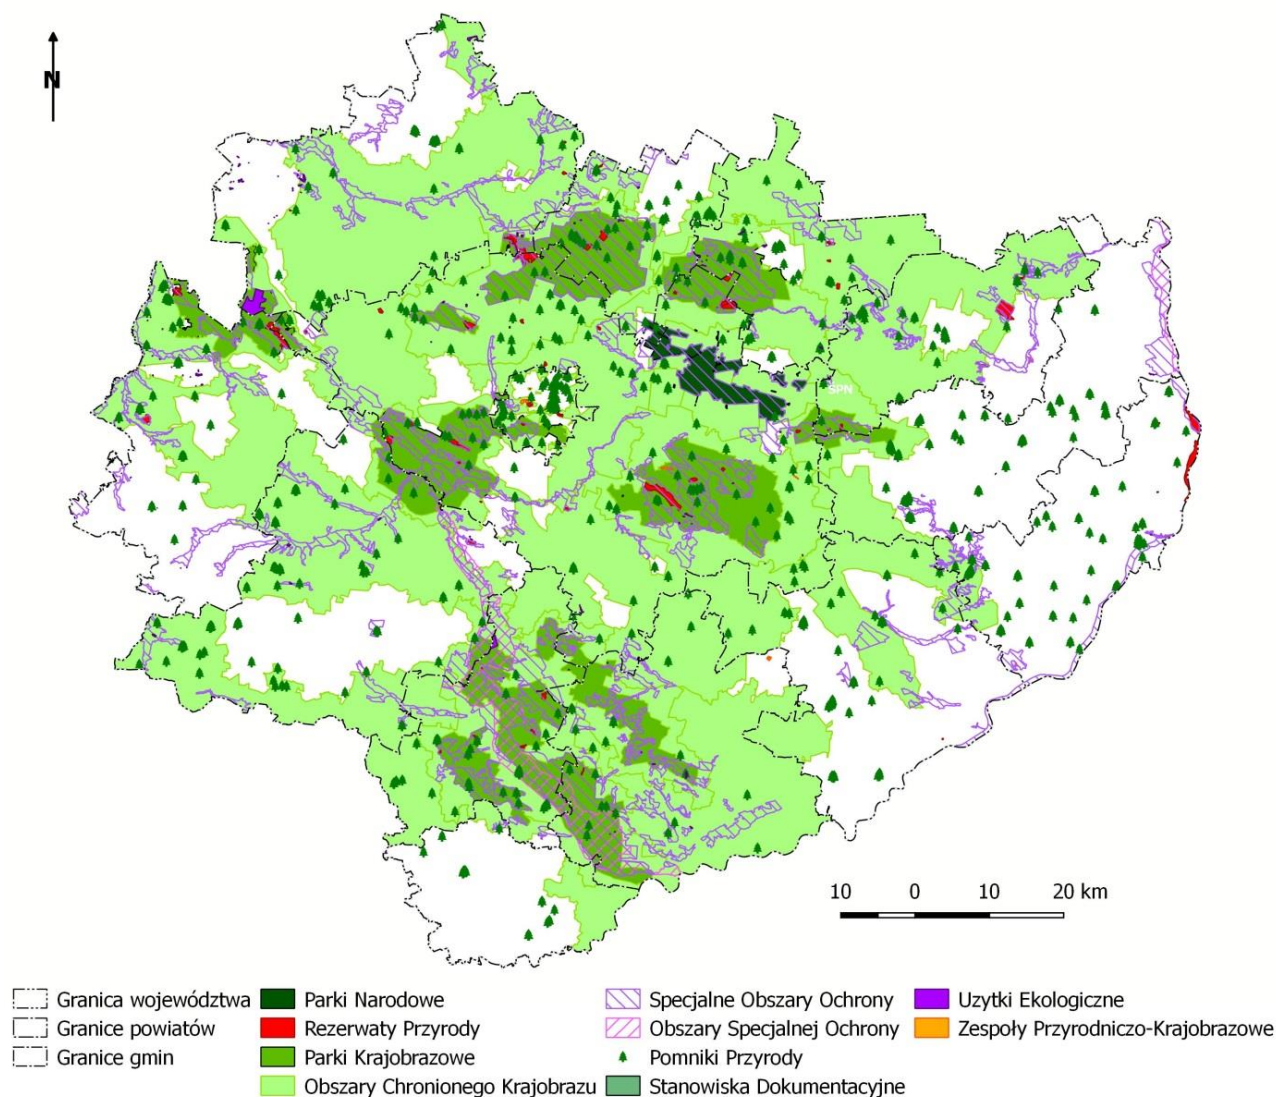 N
SPN
10 0 10 20 km
Granica województwa
Granice powiatów
Granice gmin
Parki Narodowe
Rezerwaty Przyrody
Parki Krajobrazowe
Obszary Chronionego Krajobrazu
Specjalne Obszary Ochrony
Obszary Specjalnej Ochrony
Pomniki Przyrody
Stanowiska Dokumentacyjne
Uzytki Ekologiczne
Zespoły Przyrodniczo-Krajobrazowe